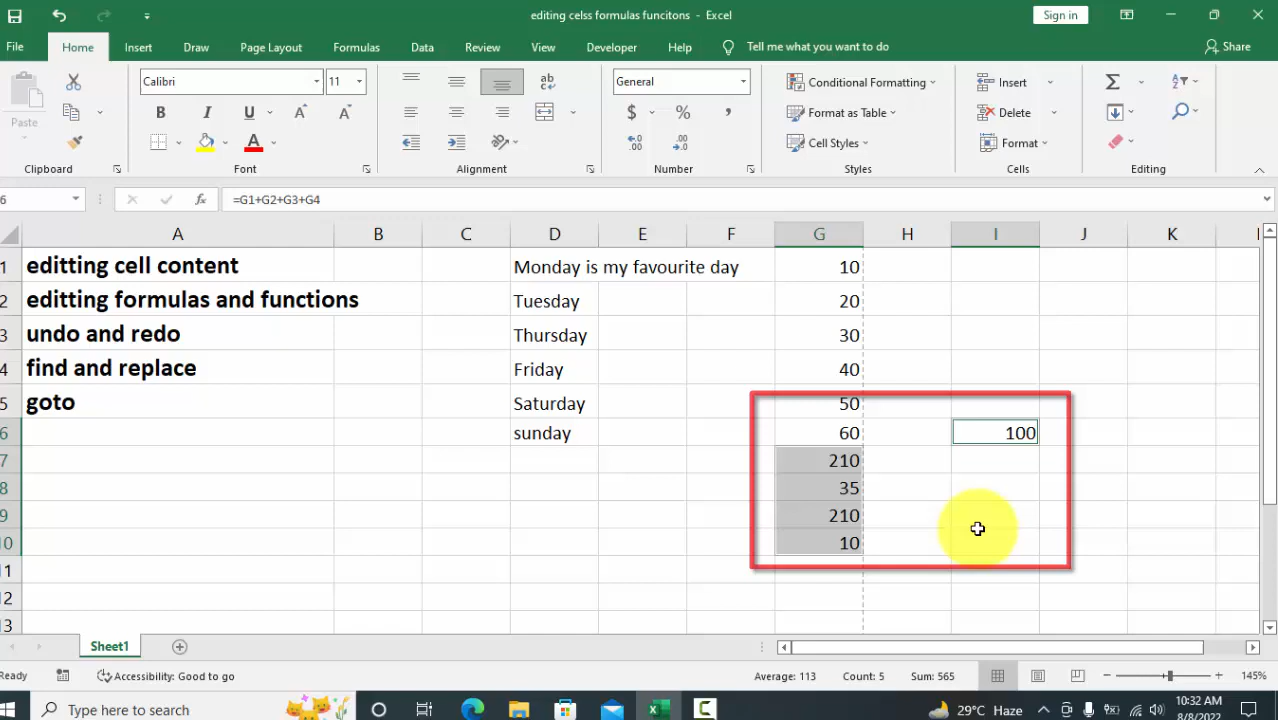 editing celss formulas funcitons - Excel
Sign in
File Home Insert Draw Page Layout Formulas Data Review View Developer Help Tell me what you want to do Share
Calibri 11 General Conditional Formatting Insert Σ
Paste B I U $ % , Format as Table Delete
A Cell Styles Format
Clipboard Font Alignment Number Styles Cells Editing
6 fx =G1+G2+G3+G4
A B C D E F G H I J K
1 editting cell content Monday is my favourite day 10
2 editting formulas and functions Tuesday 20
3 undo and redo Thursday 30
4 find and replace Friday 40
5 goto Saturday 50
6 sunday 60 100
7 210
8 35
9 210
10 10
11
12
13
Sheet1
Ready Accessibility: Good to go Average: 113 Count: 5 Sum: 565 145%
Type here to search 29°C Haze 10:32 AM
8/8/2022